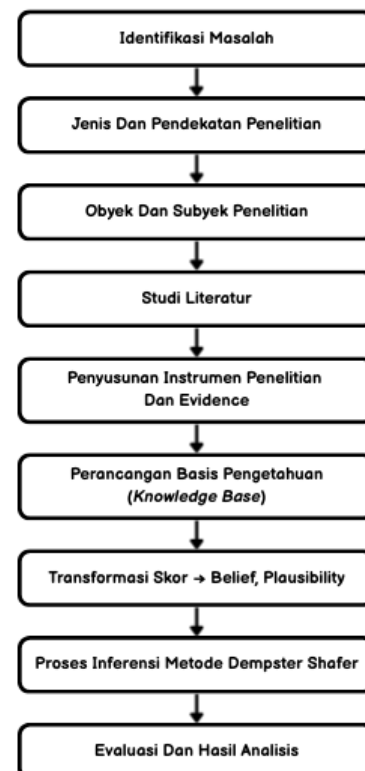 Identifikasi Masalah
Jenis Dan Pendekatan Penelitian
Obyek Dan Subyek Penelitian
Studi Literatur
Penyusunan Instrumen Penelitian
Dan Evidence
Perancangan Basis Pengetahuan
(Knowledge Base)
Transformasi Skor → Belief, Plausibility
Proses Inferensi Metode Dempster Shafer
Evaluasi Dan Hasil Analisis